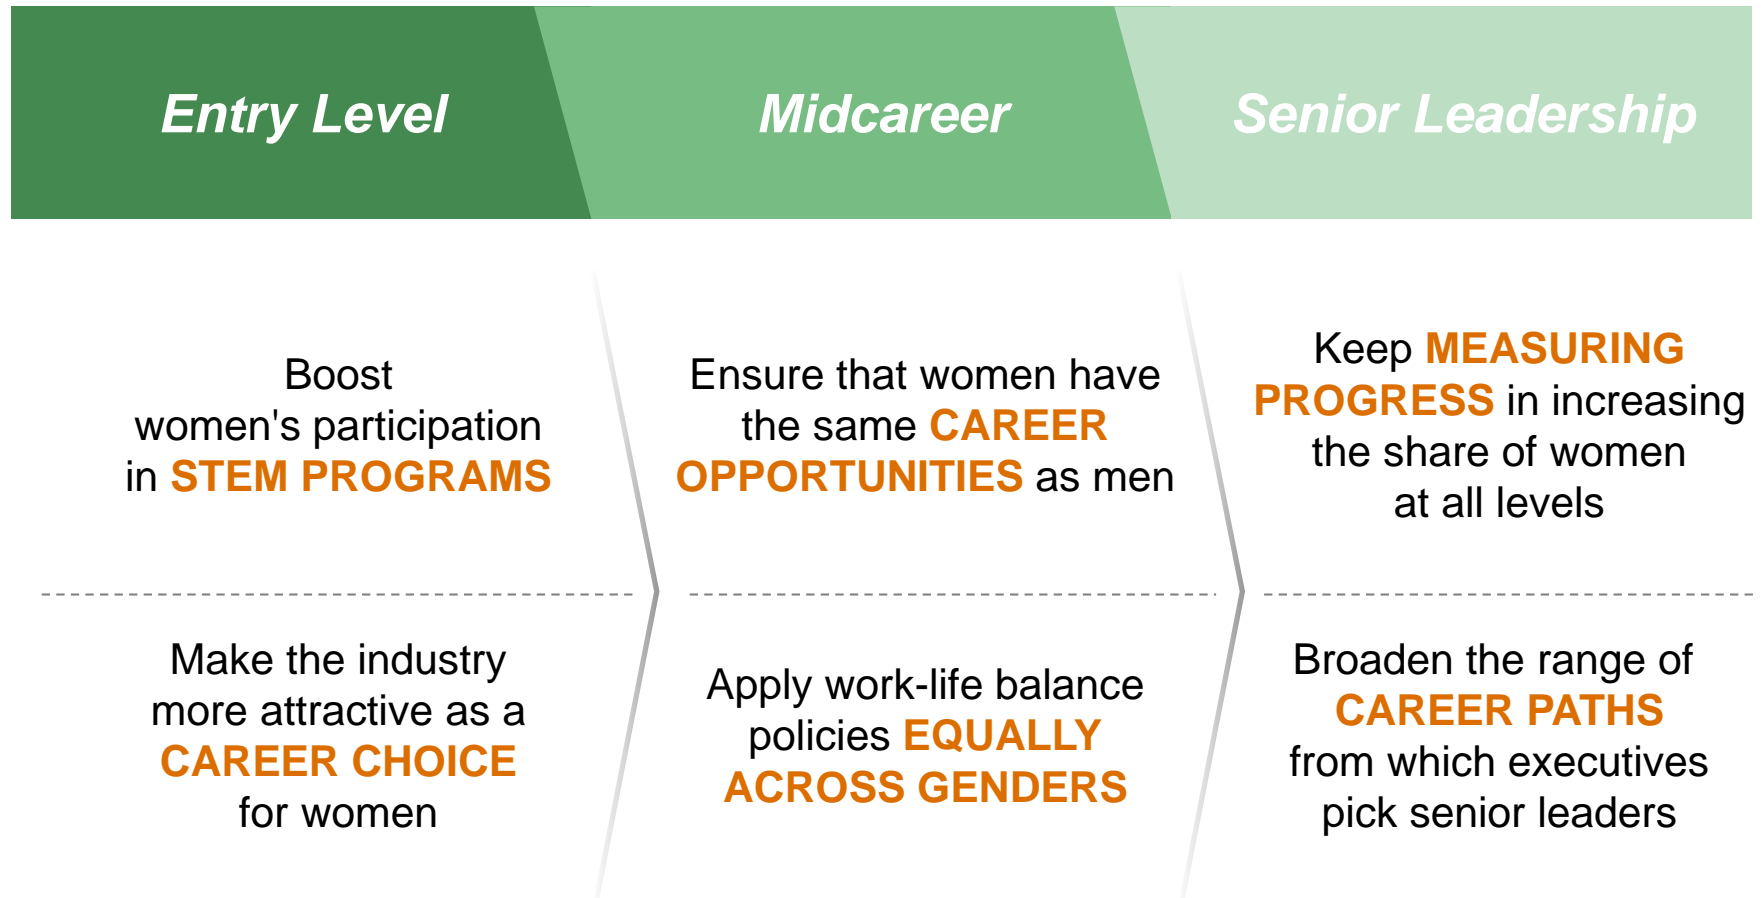 Entry Level
Midcareer
Senior Leadership
Boost
women's participation
in STEM PROGRAMS
Ensure that women have
the same CAREER
OPPORTUNITIES as men
Keep MEASURING
PROGRESS in increasing
the share of women
at all levels
Make the industry
more attractive as a
CAREER CHOICE
for women
Apply work-life balance
policies EQUALLY
ACROSS GENDERS
Broaden the range of
CAREER PATHS
from which executives
pick senior leaders